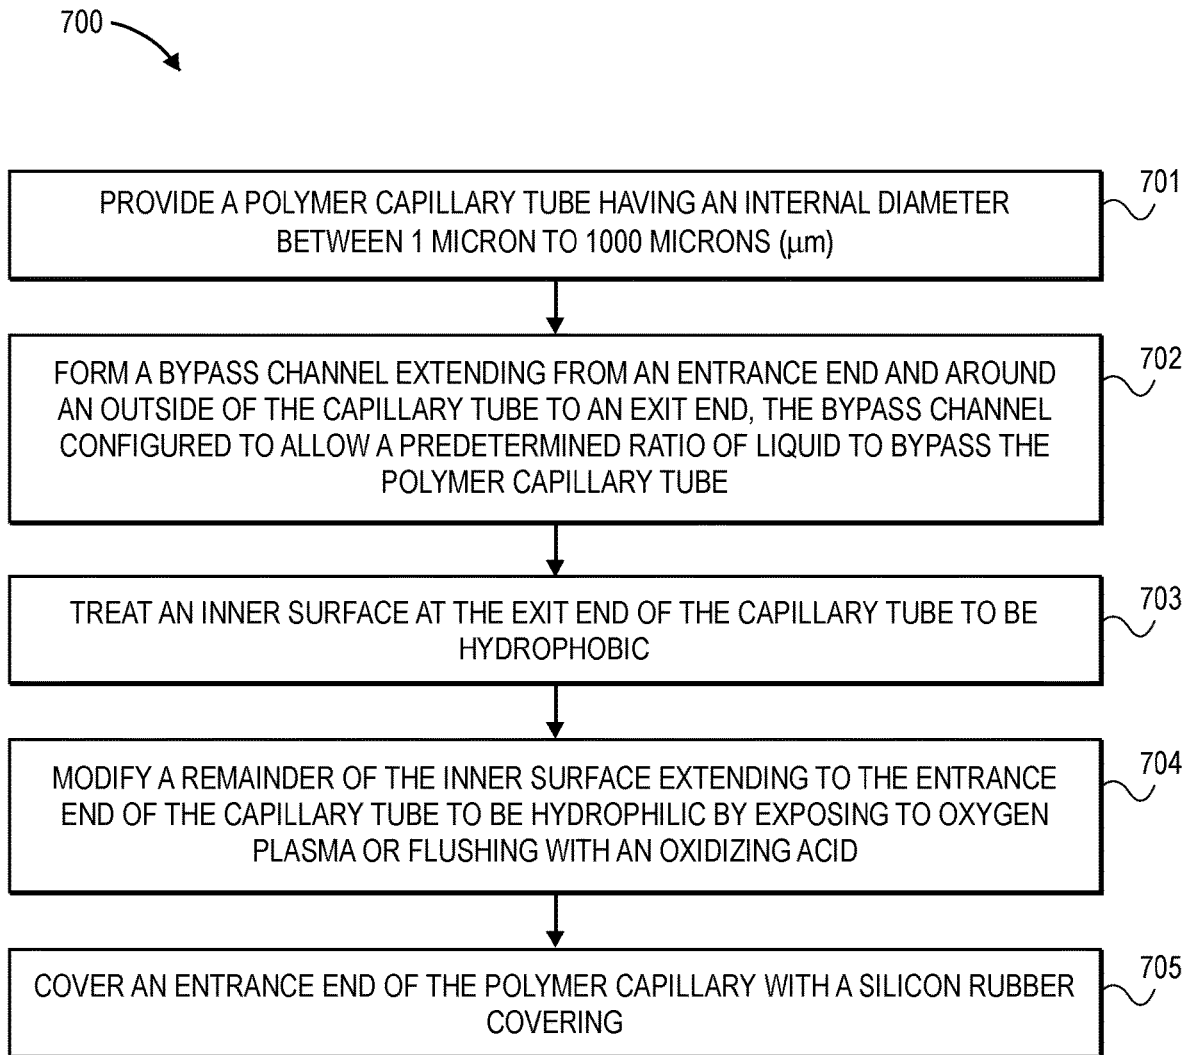 700
PROVIDE A POLYMER CAPILLARY TUBE HAVING AN INTERNAL DIAMETER
BETWEEN 1 MICRON TO 1000 MICRONS (μm)
701
FORM A BYPASS CHANNEL EXTENDING FROM AN ENTRANCE END AND AROUND
AN OUTSIDE OF THE CAPILLARY TUBE TO AN EXIT END, THE BYPASS CHANNEL
CONFIGURED TO ALLOW A PREDETERMINED RATIO OF LIQUID TO BYPASS THE
POLYMER CAPILLARY TUBE
702
TREAT AN INNER SURFACE AT THE EXIT END OF THE CAPILLARY TUBE TO BE
HYDROPHOBIC
703
MODIFY A REMAINDER OF THE INNER SURFACE EXTENDING TO THE ENTRANCE
END OF THE CAPILLARY TUBE TO BE HYDROPHILIC BY EXPOSING TO OXYGEN
PLASMA OR FLUSHING WITH AN OXIDIZING ACID
704
COVER AN ENTRANCE END OF THE POLYMER CAPILLARY WITH A SILICON RUBBER
COVERING
705